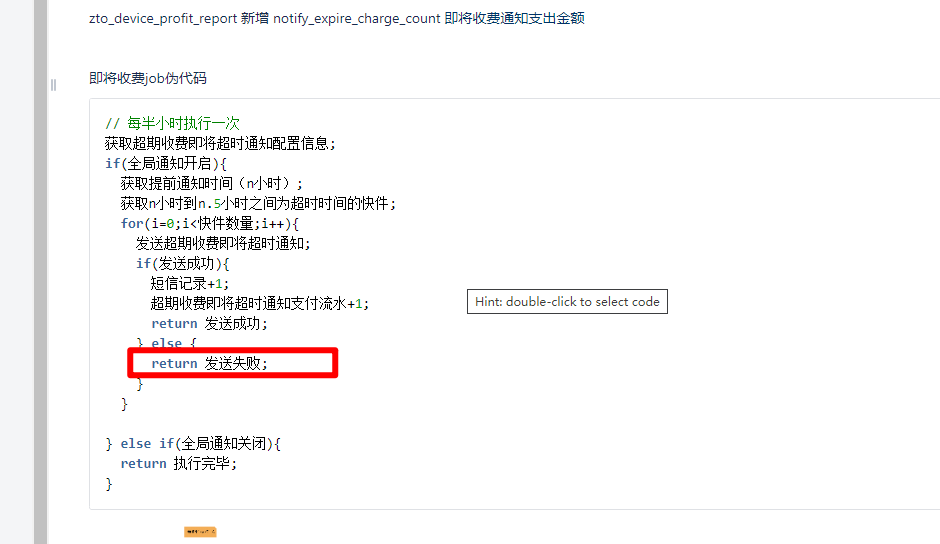 zto_device_profit_report 新增 notify_expire_charge_count 即将收费通知支出金额
即将收费job伪代码
// 每半小时执行一次
获取超期收费即将超时通知配置信息;
if(全局通知开启){
获取提前通知时间（n小时）;
获取n小时到n.5小时之间为超时时间的快件;
for(i=0;i<快件数量;i++){
发送超期收费即将超时通知;
if(发送成功){
短信记录+1;
超期收费即将超时通知支付流水+1;
Hint: double-click to select code
return 发送成功;
} else {
return 发送失败;
}
}
} else if(全局通知关闭){
return 执行完毕;
}